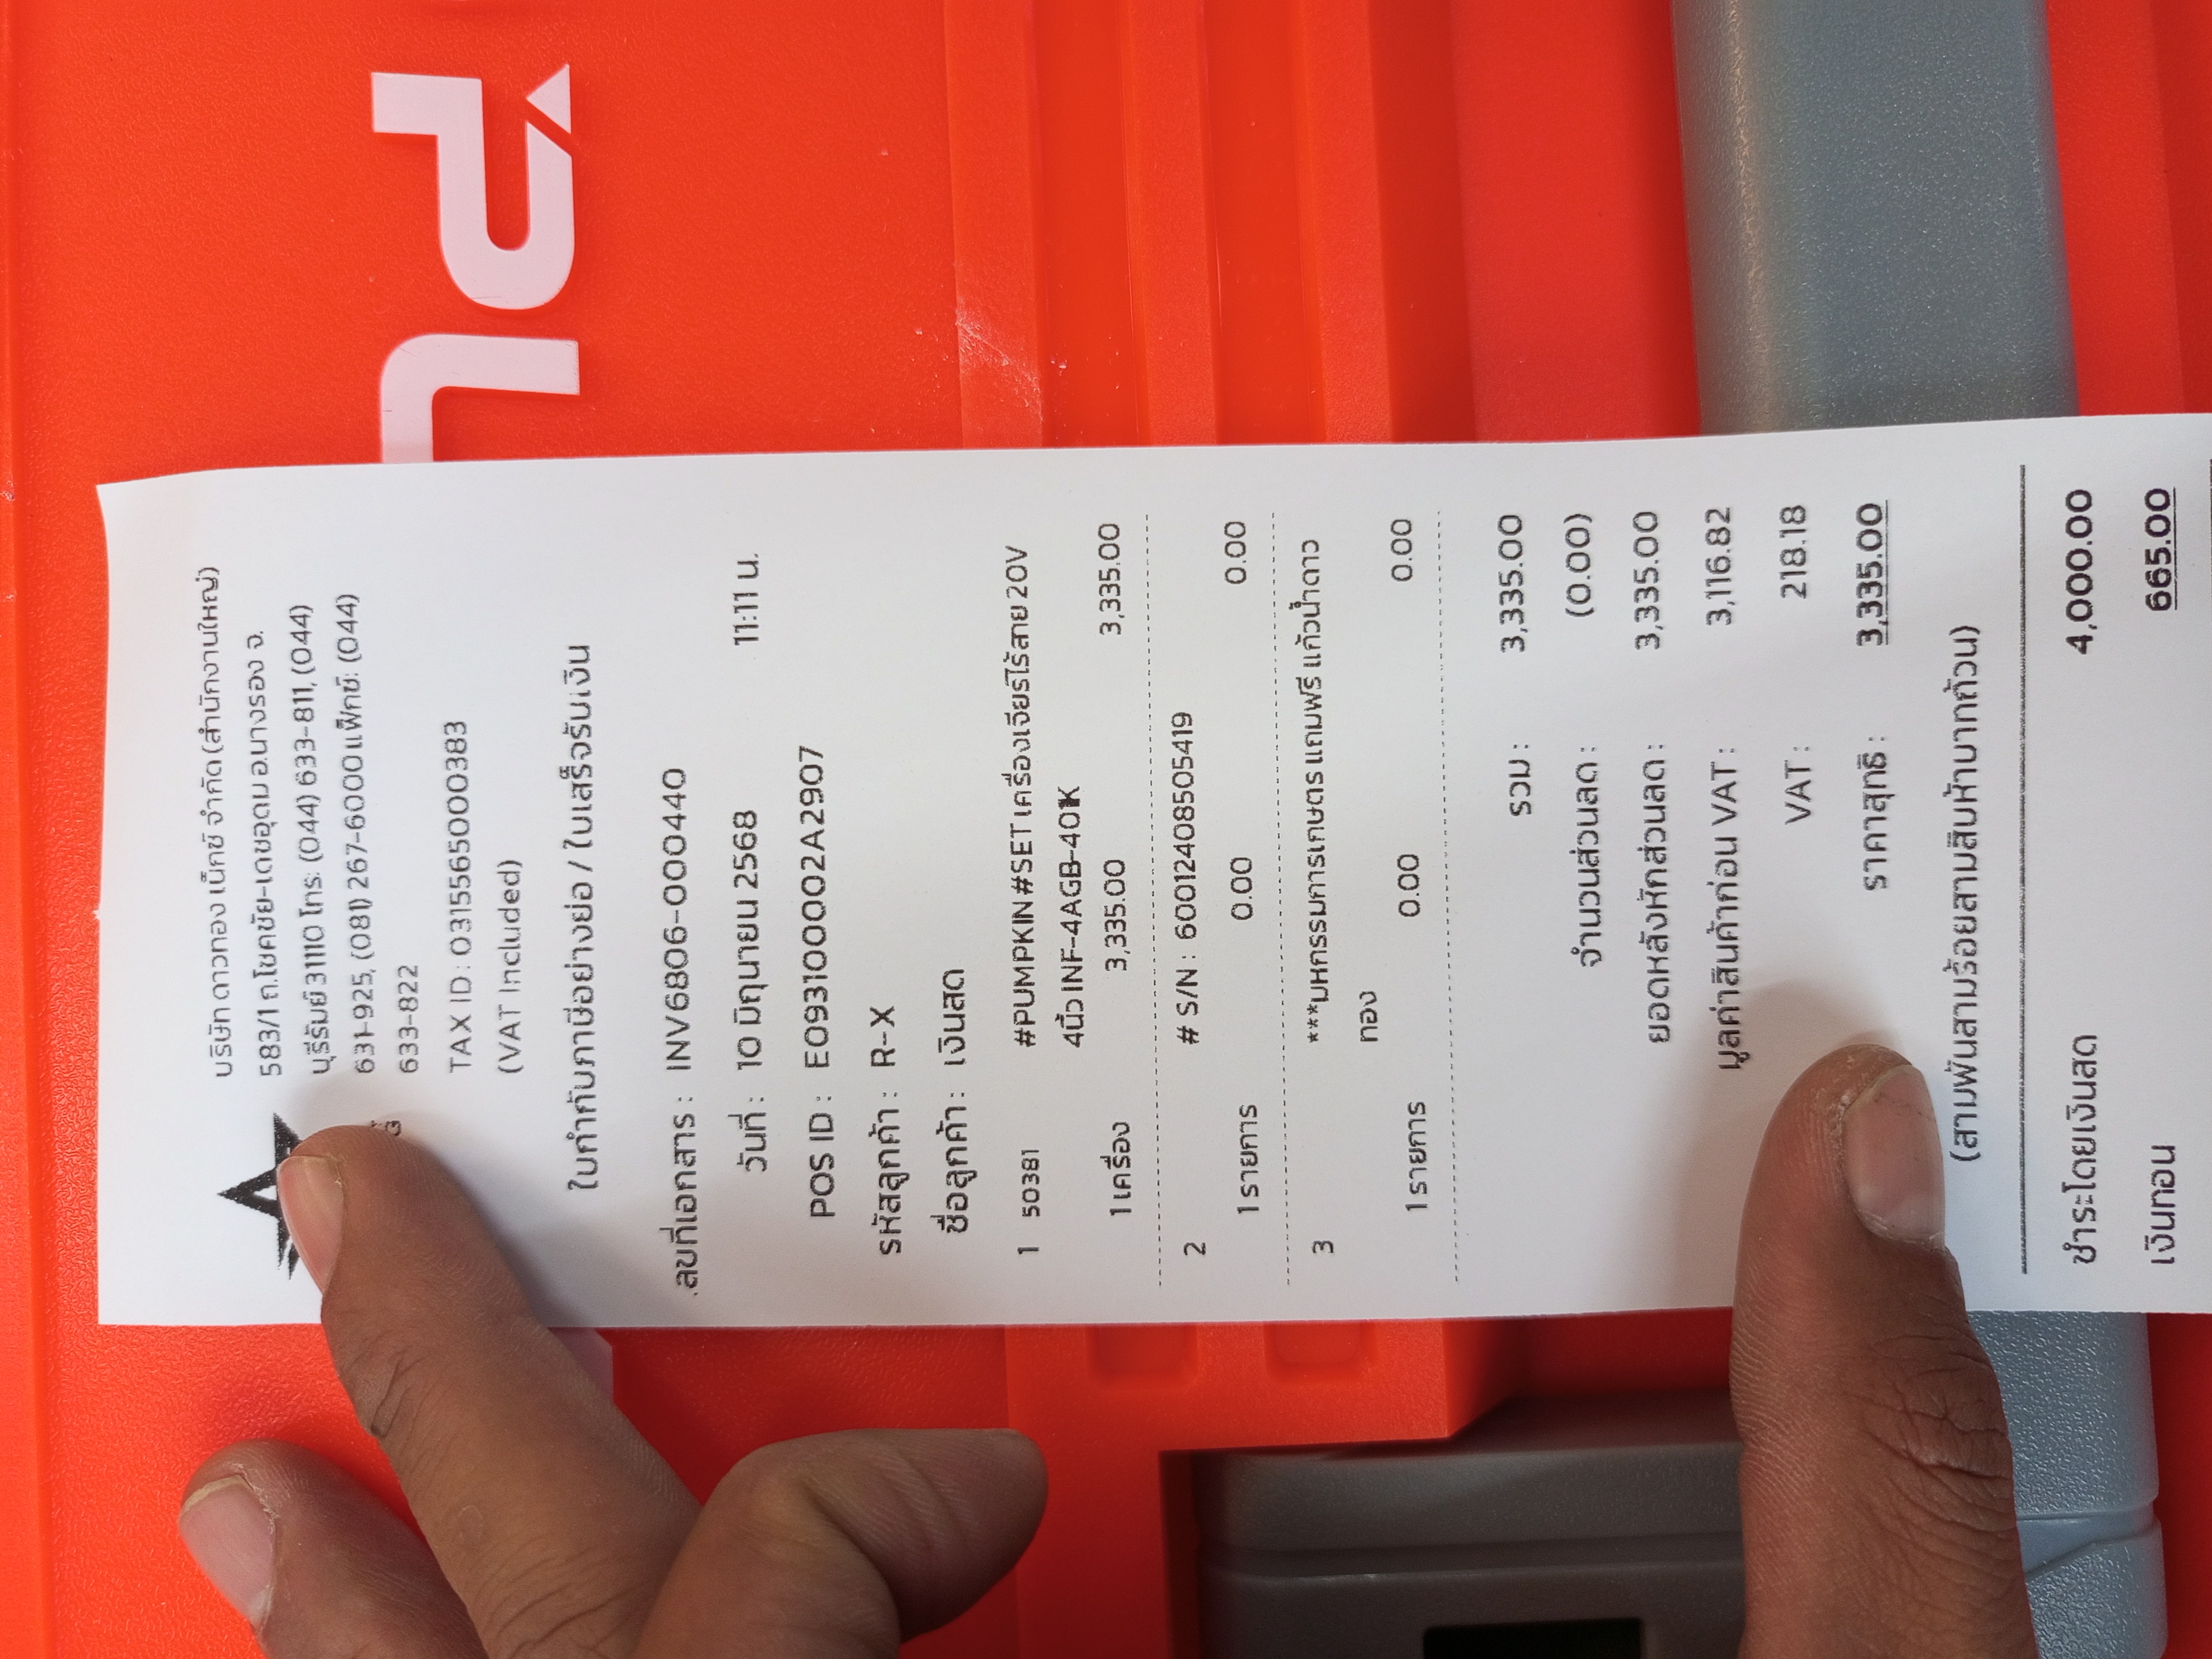 PU
บริษัท ดาวทอง เน็กซ์ จำกัด (สำนักงานใหญ่)
583/1 ถ.โชคชัย-เดชอุดม อ.นางรอง จ.
บุรีรัมย์ 31110 โทร: (044) 633-811, (044)
631-925, (081) 267-6000แฟ็กซ์: (044)
633-822
TAX ID : 0315565000383
(VAT Included)
ใบกำกับภาษีอย่างย่อ / ใบเสร็จรับเงิน
ลขที่เอกสาร : INV6806-000440
วันที่ : 10 มิถุนายน 2568 11:11 น.
POS ID : E093100002A2907
รหัสลูกค้า : R-X
ชื่อลูกค้า : เงินสด
1 50381 #PUMPKIN #SET เครื่องเจียร์ไร้สาย 20V
4นิ้ว INF-4AGB-401K
1 เครื่อง 3,335.00 3,335.00
2 # S/N : 6001240850 5419
1 รายการ 0.00 0.00
3 ***มหกรรมการเกษตร แถมฟรี แก้วน้ำดาว
ทอง
1 รายการ 0.00 0.00
รวม : 3,335.00
จำนวนส่วนลด : (0.00)
ยอดหลังหักส่วนลด : 3,335.00
มูลค่าสินค้าก่อน VAT : 3,116.82
VAT : 218.18
ราคาสุทธิ : 3,335.00
(สามพันสามร้อยสามสิบห้าบาทถ้วน)
ชำระโดยเงินสด 4,000.00
เงินทอน 665.00